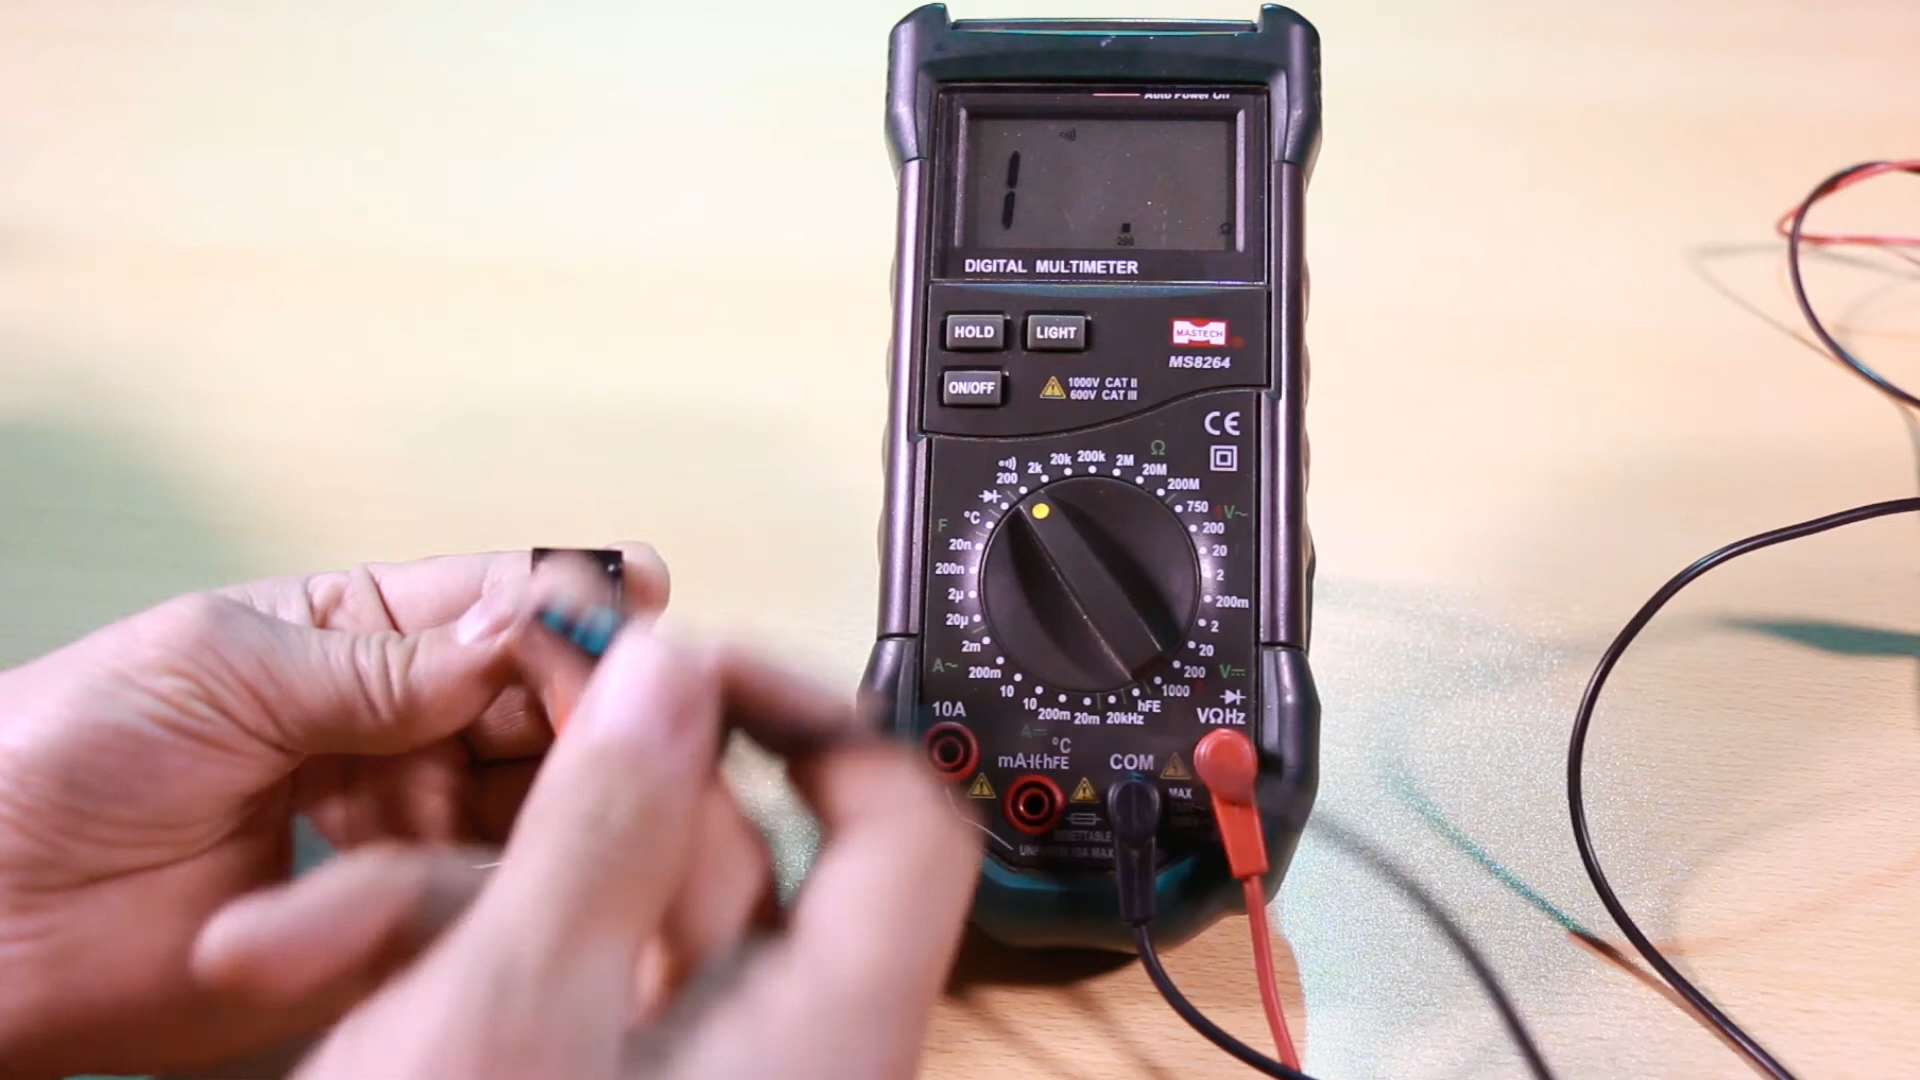 Auto Power Off
1
200 Ω
DIGITAL MULTIMETER
HOLD LIGHT
MASTECH
MS8264
ON/OFF
1000V CAT II
600V CAT III
CE
Ω
200 2k 20k 200k 2M 20M 200M
°C
F
20n
200n
2µ
20µ
2m
200m
A~
10
10
200m
20m
20kHz
hFE
750 V~
200
20
2
200m
2
20
200 V⎓
1000
10A
°C
mA hFE
COM
VΩHz
MAX